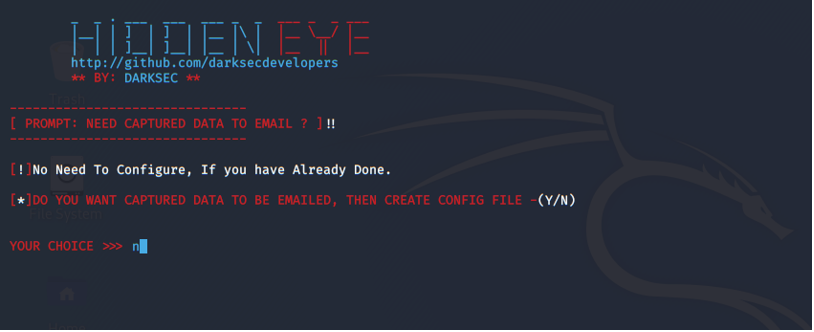 HIDDEN EYE
http://github.com/darksecdevelopers
** BY: DARKSEC **
[ PROMPT: NEED CAPTURED DATA TO EMAIL ? ]!!
[!]No Need To Configure, If you have Already Done.
[*]DO YOU WANT CAPTURED DATA TO BE EMAILED, THEN CREATE CONFIG FILE -(Y/N)
File System
YOUR CHOICE >>> n